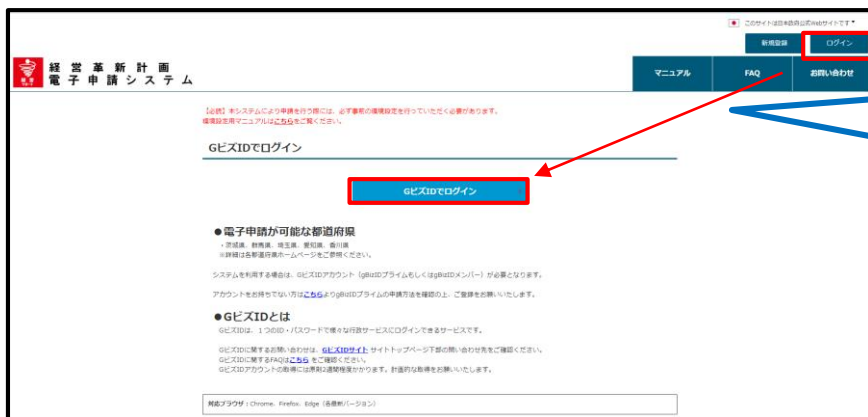 このサイトは日本政府公式Webサイトです
新規登録
ログイン
経営革新計画
電子申請システム
マニュアル
FAQ
お問い合わせ
【必読】本システムにより申請を行う際には、必ず事前の環境設定を行っていただく必要があります。
環境設定用マニュアルはこちらをご覧ください。
GビズIDでログイン
GビズIDでログイン
●電子申請が可能な都道府県
・茨城県、群馬県、埼玉県、愛知県、香川県
※詳細は各都道府県ホームページをご参照ください。
システムを利用する場合は、GビズIDアカウント（gBizIDプライムもしくはgBizIDメンバー）が必要となります。
アカウントをお持ちでない方はこちらよりgBizIDプライムの申請方法を確認の上、ご登録をお願いいたします。
●GビズIDとは
GビズIDは、1つのID・パスワードで様々な行政サービスにログインできるサービスです。
GビズIDに関するお問い合わせは、GビズIDサイト サイトトップページ下部の問い合わせ先をご確認ください。
GビズIDに関するFAQはこちら をご確認ください。
GビズIDアカウントの取得には原則2週間程度かかります。計画的な取得をお願いいたします。
対応ブラウザ：Chrome、Firefox、Edge（各最新バージョン）